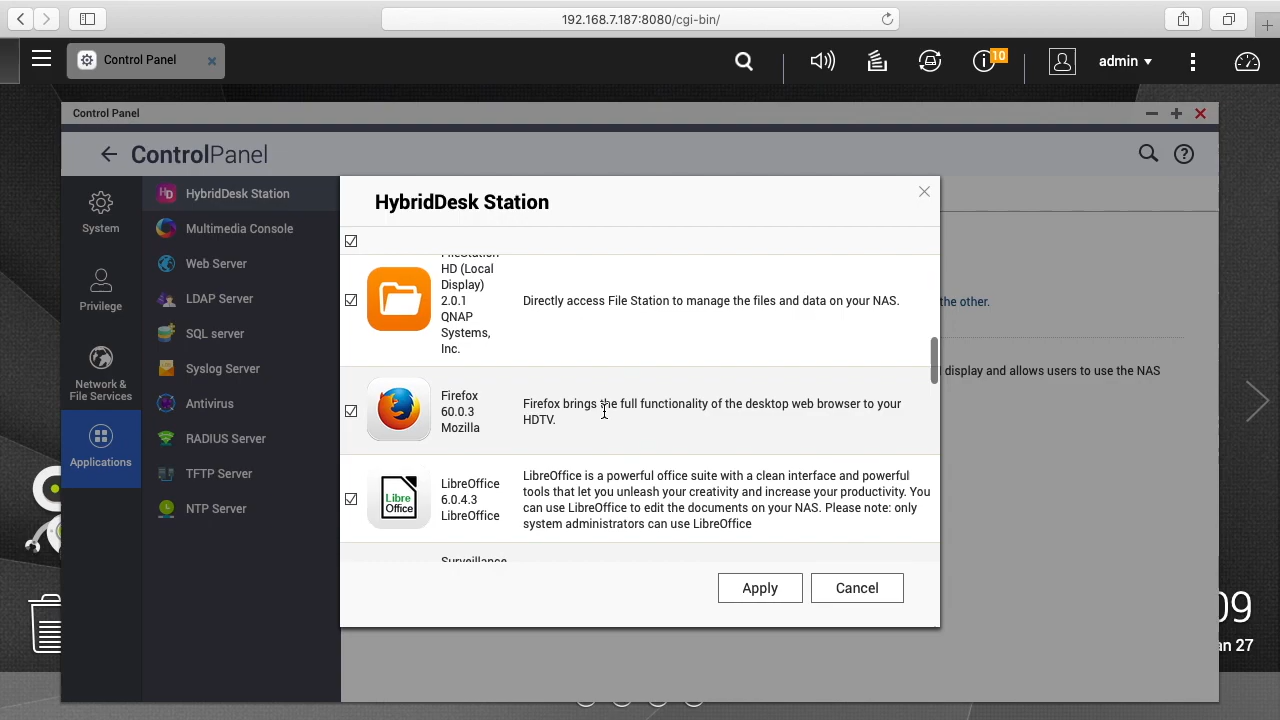 192.168.7.187:8080/cgi-bin/
Control Panel
10
admin
Control Panel
ControlPanel
System
Privilege
Network &
File Services
Applications
HybridDesk Station
Multimedia Console
Web Server
LDAP Server
SQL server
Syslog Server
Antivirus
RADIUS Server
TFTP Server
NTP Server
HybridDesk Station
FileStation
HD (Local
Display)
2.0.1
QNAP
Systems,
Inc.
Directly access File Station to manage the files and data on your NAS.
Firefox
60.0.3
Mozilla
Firefox brings the full functionality of the desktop web browser to your
HDTV.
Libre
Office
LibreOffice
6.0.4.3
LibreOffice
LibreOffice is a powerful office suite with a clean interface and powerful
tools that let you unleash your creativity and increase your productivity. You
can use LibreOffice to edit the documents on your NAS. Please note: only
system administrators can use LibreOffice
Surveillance
Apply
Cancel
the other.
display and allows users to use the NAS
09
an 27